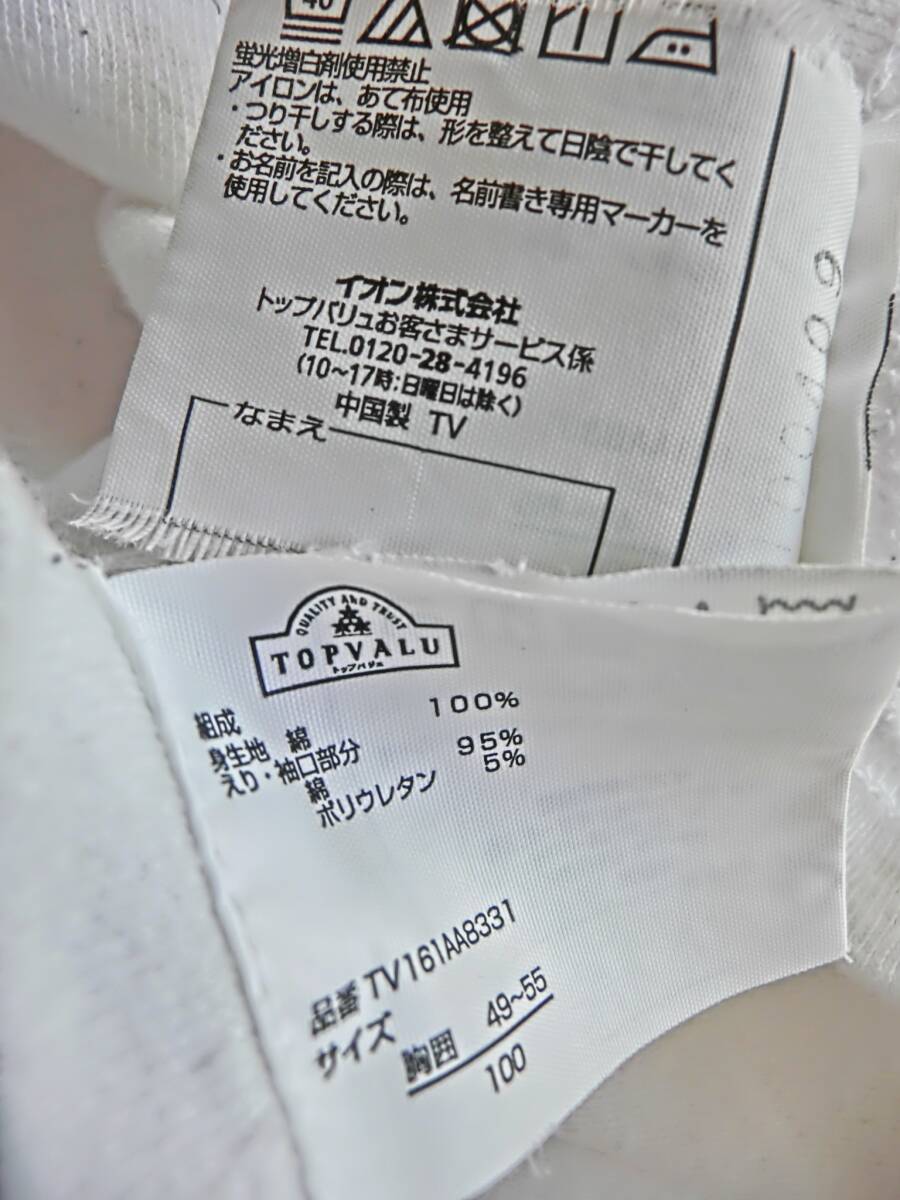 40
蛍光増白剤使用禁止
アイロンは、あて布使用
・つり干しする際は、形を整えて日陰で干してく
ださい。
・お名前を記入の際は、名前書き専用マーカーを
使用してください。
イオン株式会社
トップバリュお客さまサービス係
TEL.0120-28-4196
(10～17時:日曜日は除く)
中国製 TV
なまえ
QUALITY AND TRUST
TOPVALU
トップバリュ
組成
身生地 綿 100%
えり・袖口部分
綿 95%
ポリウレタン 5%
品番 TV161AA8331
サイズ
胸囲 49~55
100